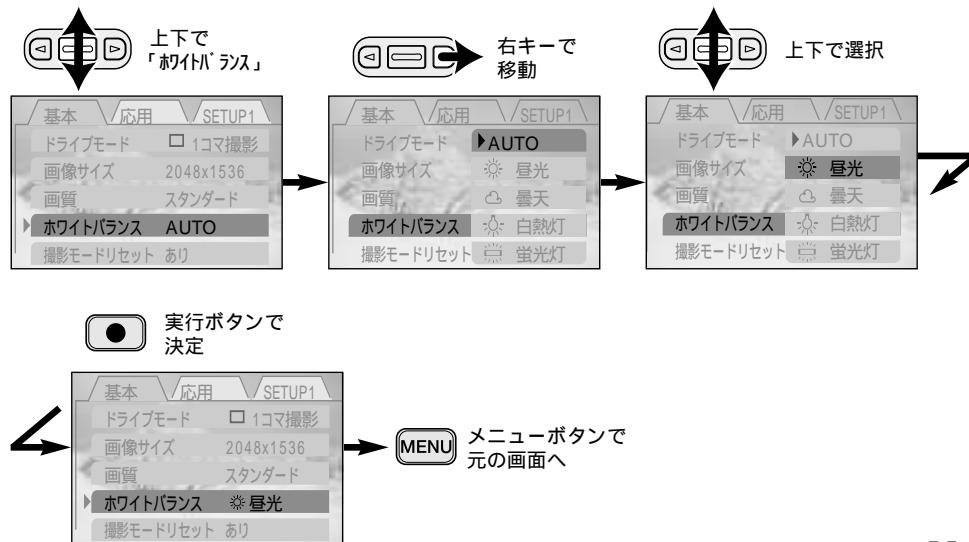 上下で
「ホワイトバランス」
基本 応用 SETUP1
ドライブモード 1コマ撮影
画像サイズ 2048x1536
画質 スタンダード
ホワイトバランス AUTO
撮影モードリセット あり
右キーで
移動
基本 応用 SETUP1
ドライブモード AUTO
画像サイズ 昼光
画質 曇天
ホワイトバランス 白熱灯
撮影モードリセット 蛍光灯
上下で選択
基本 応用 SETUP1
ドライブモード AUTO
画像サイズ 昼光
画質 曇天
ホワイトバランス 白熱灯
撮影モードリセット 蛍光灯
実行ボタンで
決定
基本 応用 SETUP1
ドライブモード 1コマ撮影
画像サイズ 2048x1536
画質 スタンダード
ホワイトバランス 昼光
撮影モードリセット あり
MENU
メニューボタンで
元の画面へ